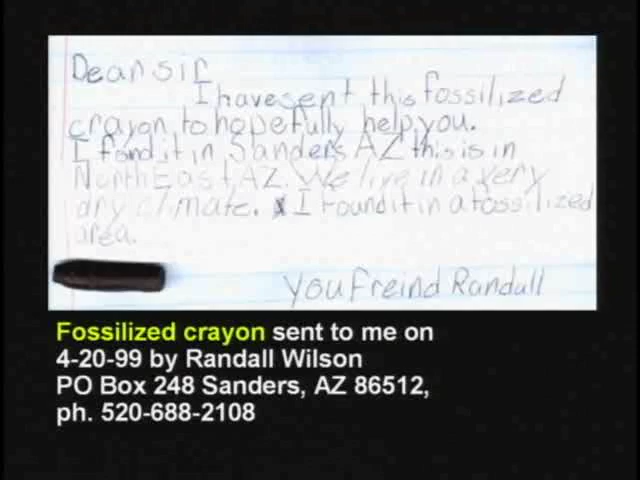 Dear sir
I have sent this fossilized
crayon to hopefully help you.
I fond it in Sanders AZ this is in
North East, AZ. We live in a very
dry climate. I found it in a fossilized
area.
you Freind Randall
Fossilized crayon sent to me on
4-20-99 by Randall Wilson
PO Box 248 Sanders, AZ 86512,
ph. 520-688-2108